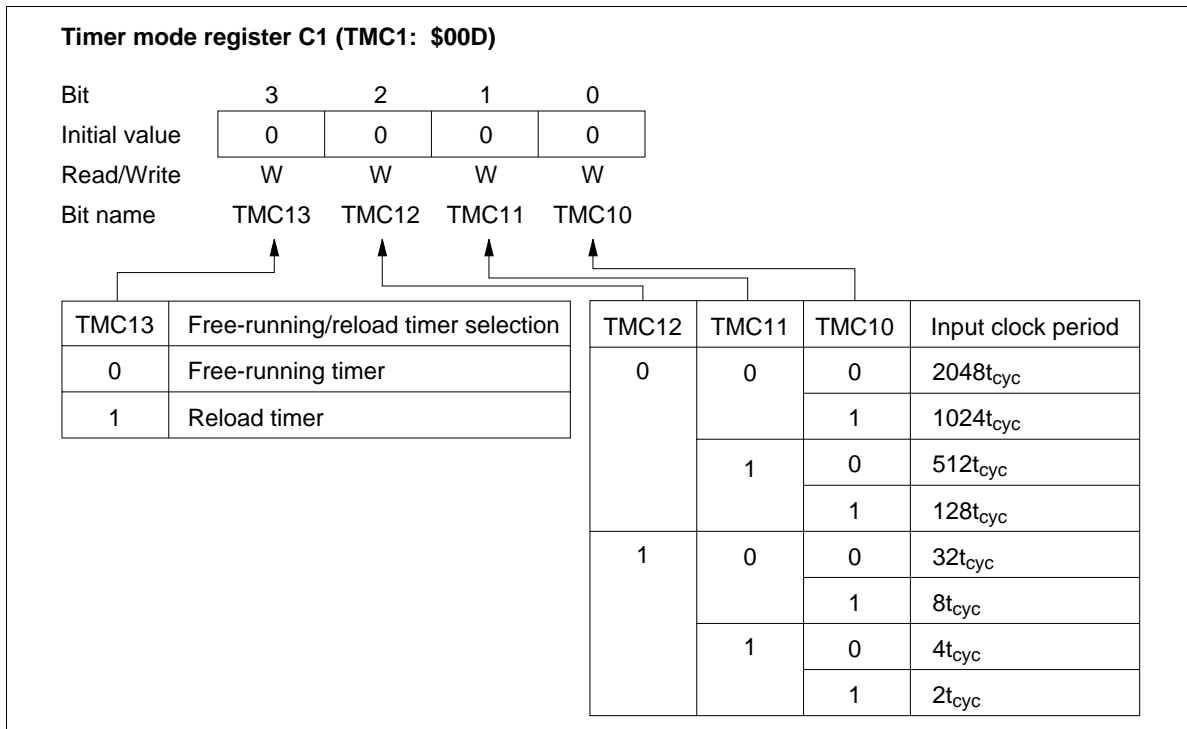 Timer mode register C1 (TMC1: $00D)
Bit 3 2 1 0
Initial value 0 0 0 0
Read/Write W W W W
Bit name TMC13 TMC12 TMC11 TMC10
TMC13 Free-running/reload timer selection
0 Free-running timer
1 Reload timer
TMC12 TMC11 TMC10 Input clock period
0 0 0 2048tcyc
1 1024tcyc
1 0 512tcyc
1 128tcyc
1 0 0 32tcyc
1 8tcyc
1 0 4tcyc
1 2tcyc